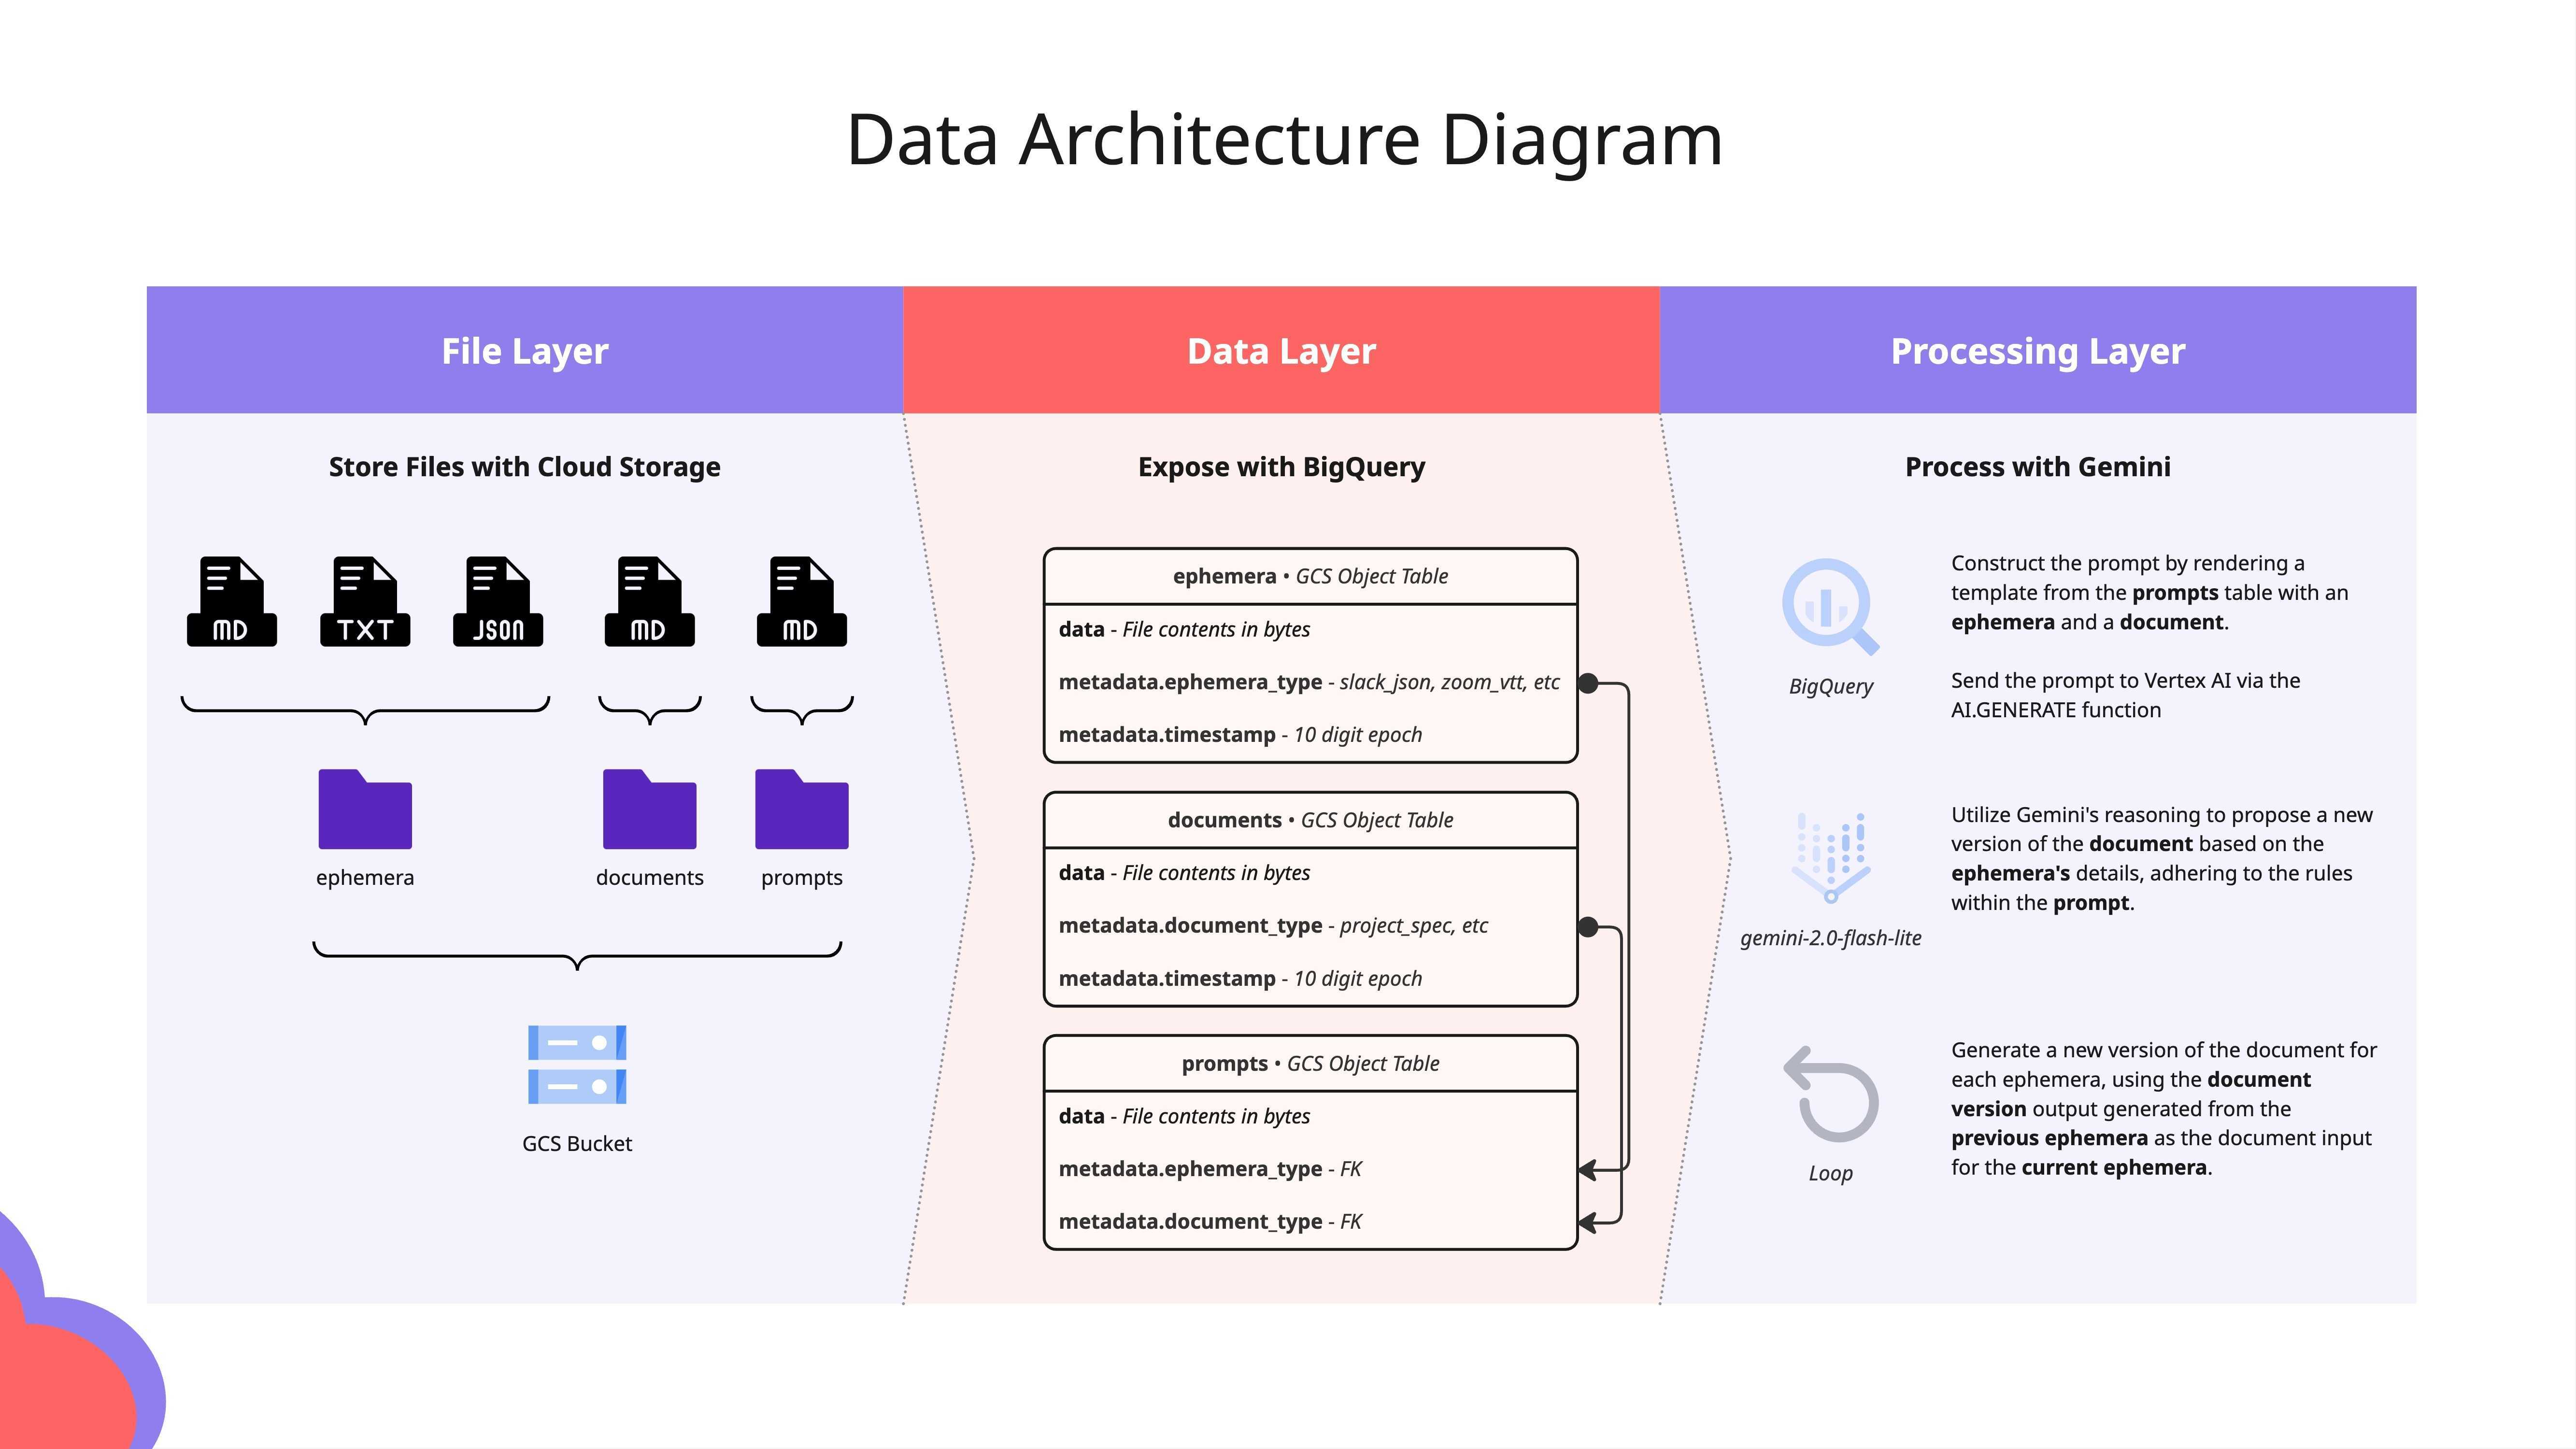 Data Architecture Diagram
File Layer
Data Layer
Processing Layer
Store Files with Cloud Storage
MD
TXT
JSON
MD
MD
ephemera
documents
prompts
GCS Bucket
Expose with BigQuery
ephemera • GCS Object Table
data - File contents in bytes
metadata.ephemera_type - slack_json, zoom_vtt, etc
metadata.timestamp - 10 digit epoch
documents • GCS Object Table
data - File contents in bytes
metadata.document_type - project_spec, etc
metadata.timestamp - 10 digit epoch
prompts • GCS Object Table
data - File contents in bytes
metadata.ephemera_type - FK
metadata.document_type - FK
Process with Gemini
BigQuery
Construct the prompt by rendering a
template from the prompts table with an
ephemera and a document.
Send the prompt to Vertex AI via the
AI.GENERATE function
gemini-2.0-flash-lite
Utilize Gemini's reasoning to propose a new
version of the document based on the
ephemera's details, adhering to the rules
within the prompt.
Loop
Generate a new version of the document for
each ephemera, using the document
version output generated from the
previous ephemera as the document input
for the current ephemera.